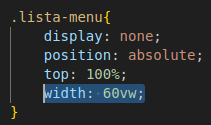 .lista-menu{
display: none;
position: absolute;
top: 100%;
width: 60vw;
}